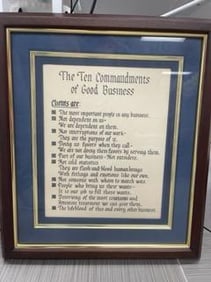 The Ten Commandments
of Good Business
Clients are:
The most important people in any business.
Not dependent on us-
We are dependent on them.
Not interruptions of our work-
They are the purpose of it.
Doing us favors when they call-
We are not doing them favors by serving them.
Part of our business-Not outsiders.
Not cold statistics
They are flesh and blood human beings
With feelings and emotions like our own.
Not someone with whom to match wits.
People who bring us their wants-
It is our job to fill those wants.
Deserving of the most courteous and
Attentive treatment we can give them.
The lifeblood of this and every other business.